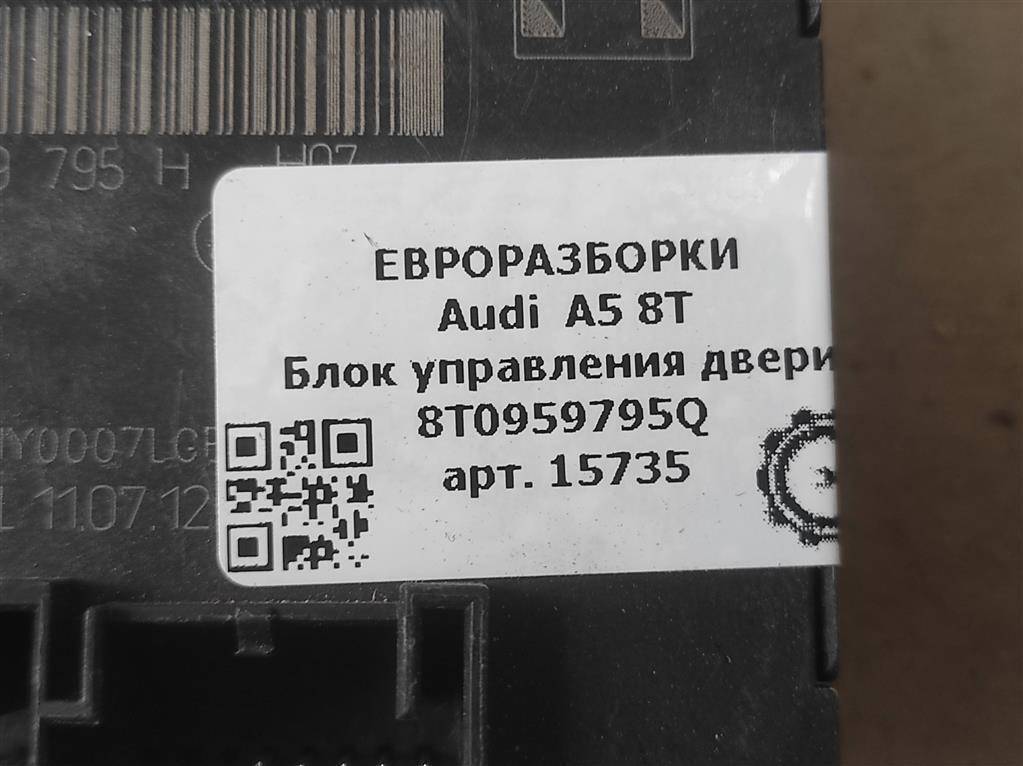 9 795 H H07
ЕВРОРАЗБОРКИ
Audi A5 8T
Блок управления двери
8T0959795Q
арт. 15735
11.07.12